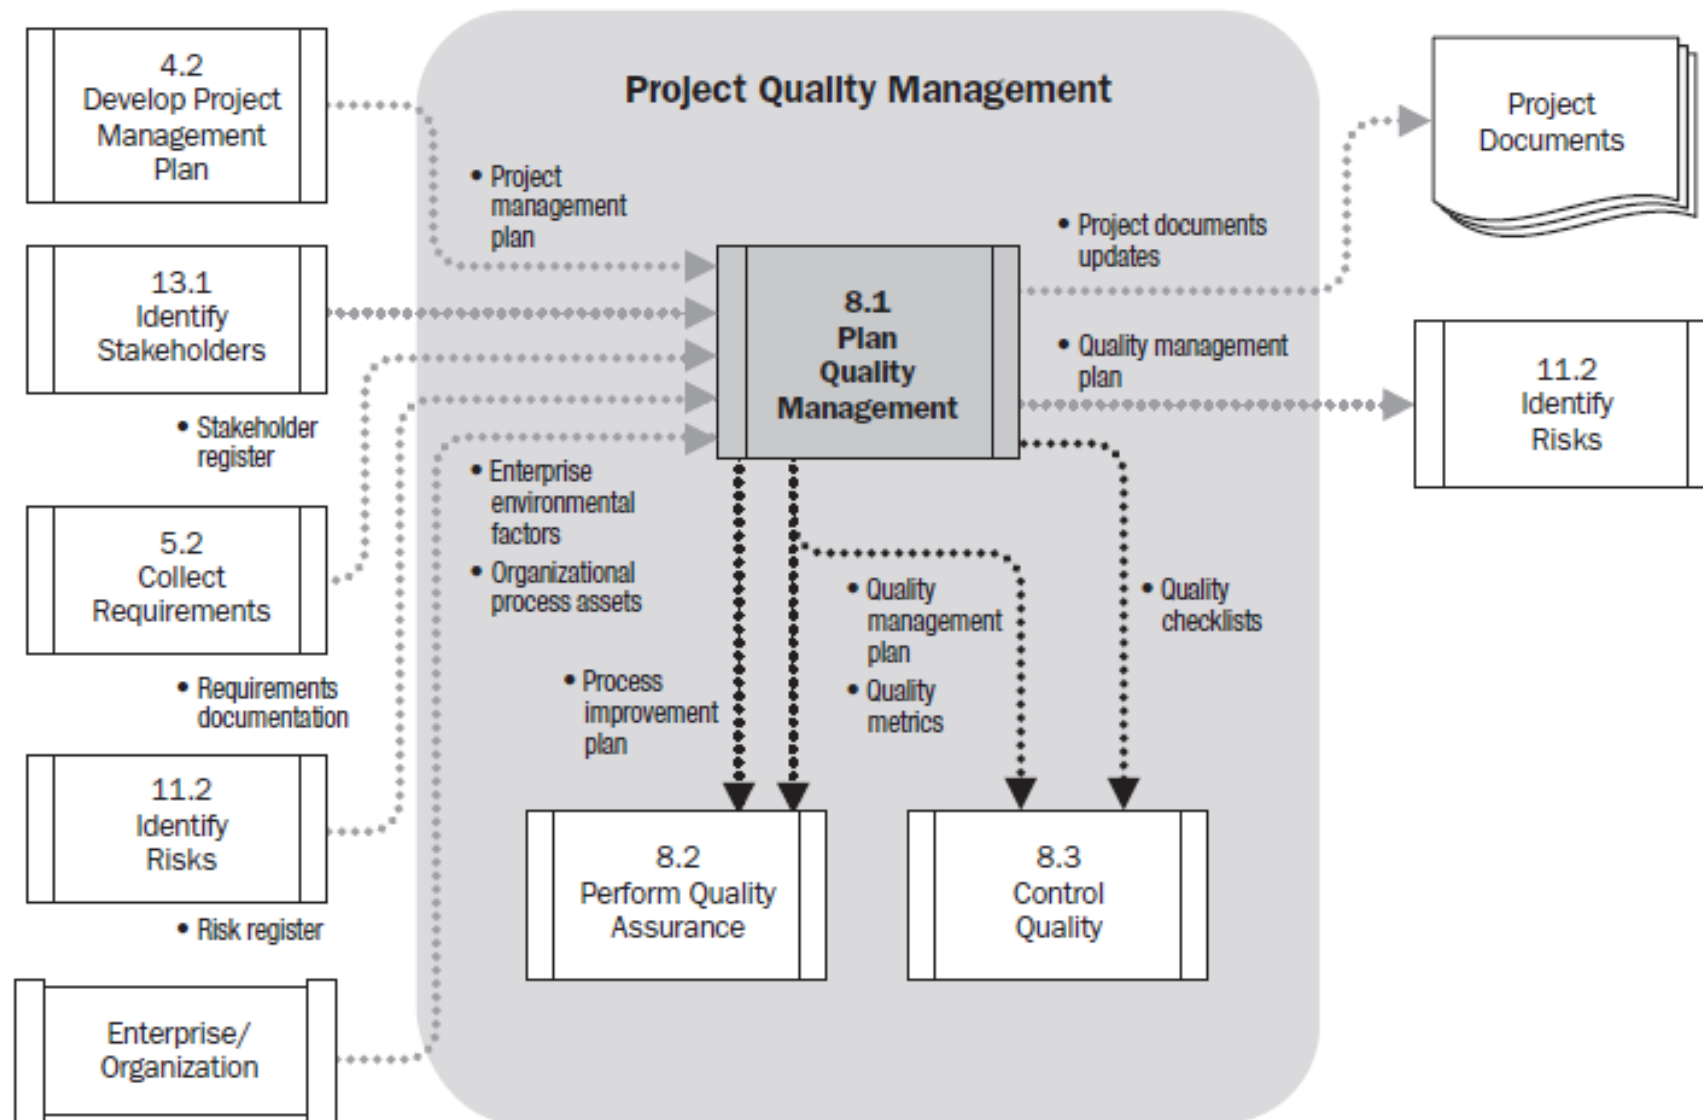 Project Quality Management
4.2
Develop Project
Management
Plan
• Project
management
plan
13.1
Identify
Stakeholders
• Stakeholder
register
5.2
Collect
Requirements
• Requirements
documentation
11.2
Identify
Risks
• Risk register
Enterprise/
Organization
• Enterprise
environmental
factors
• Organizational
process assets
8.1
Plan
Quality
Management
• Project documents
updates
Project
Documents
• Quality management
plan
11.2
Identify
Risks
• Process
improvement
plan
• Quality
management
plan
• Quality
metrics
• Quality
checklists
8.2
Perform Quality
Assurance
8.3
Control
Quality